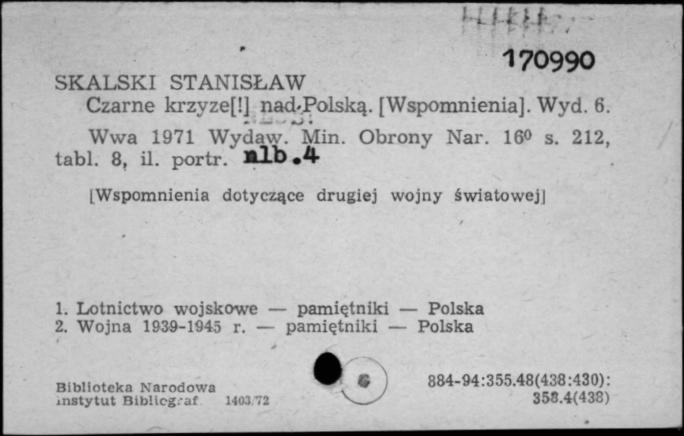 170990
SKALSKI STANISŁAW
Czarne krzyze[!] nad Polską. [Wspomnienia]. Wyd. 6.
Wwa 1971 Wydaw. Min. Obrony Nar. 16⁰ s. 212,
tabl. 8, il. portr. nlb.4
[Wspomnienia dotyczące drugiej wojny światowej]
1. Lotnictwo wojskowe — pamiętniki — Polska
2. Wojna 1939-1945 r. — pamiętniki — Polska
Biblioteka Narodowa
Instytut Bibliograf. 1403/72
884-94:355.48(438:430):
358.4(438)